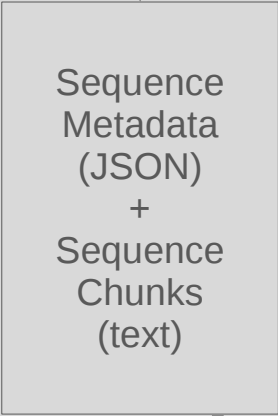 Sequence
Metadata
(JSON)
+
Sequence
Chunks
(text)